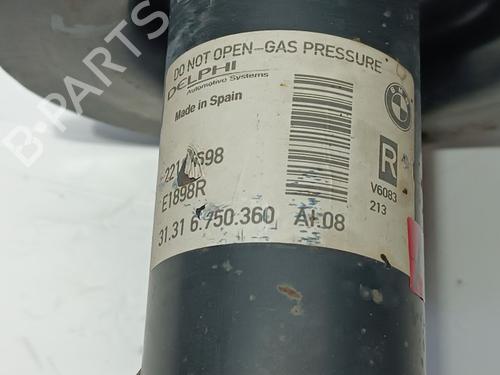 DO NOT OPEN-GAS PRESSURE
DELPHI
Automotive Systems
Made in Spain
E1898R
31.31 6.750.360 AI-08
R
V6083
213
BMW
B-PARTS